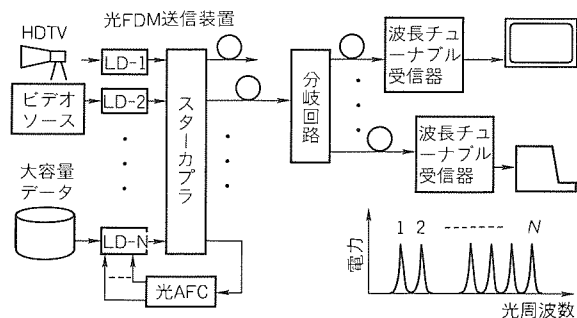 光FDM送信装置
HDTV
LD-1
ビデオ
ソース
LD-2
大容量
データ
LD-N
スターカプラ
光AFC
分岐回路
波長チュ
ーナブル
受信器
波長チュ
ーナブル
受信器
電力
1 2 N
光周波数